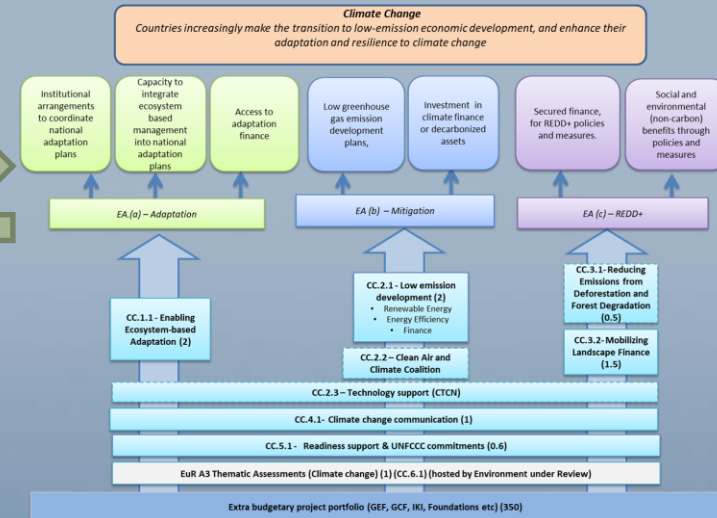 Climate Change
Countries increasingly make the transition to low-emission economic development, and enhance their
adaptation and resilience to climate change
Institutional
arrangements
to coordinate
national
adaptation
plans
Capacity to
integrate
ecosystem
based
management
into national
adaptation
plans
Access to
adaptation
finance
Low greenhouse
gas emission
development
plans,
Investment in
climate finance
or decarbonized
assets
Secured finance,
for REDD+ policies
and measures.
Social and
environmental
(non-carbon)
benefits through
policies and
measures
EA.(a) – Adaptation
EA (b) – Mitigation
EA (c) – REDD+
CC.1.1 - Enabling
Ecosystem-based
Adaptation (2)
CC.2.1 - Low emission
development (2)
• Renewable Energy
• Energy Efficiency
• Finance
CC.2.2 – Clean Air and
Climate Coalition
CC.3.1- Reducing
Emissions from
Deforestation and
Forest Degradation
(0.5)
CC.3.2- Mobilizing
Landscape Finance
(1.5)
CC.2.3 – Technology support (CTCN)
CC.4.1- Climate change communication (1)
CC.5.1 - Readiness support & UNFCCC commitments (0.6)
EuR A3 Thematic Assessments (Climate change) (1) (CC.6.1) (hosted by Environment under Review)
Extra budgetary project portfolio (GEF, GCF, IKI, Foundations etc) (350)